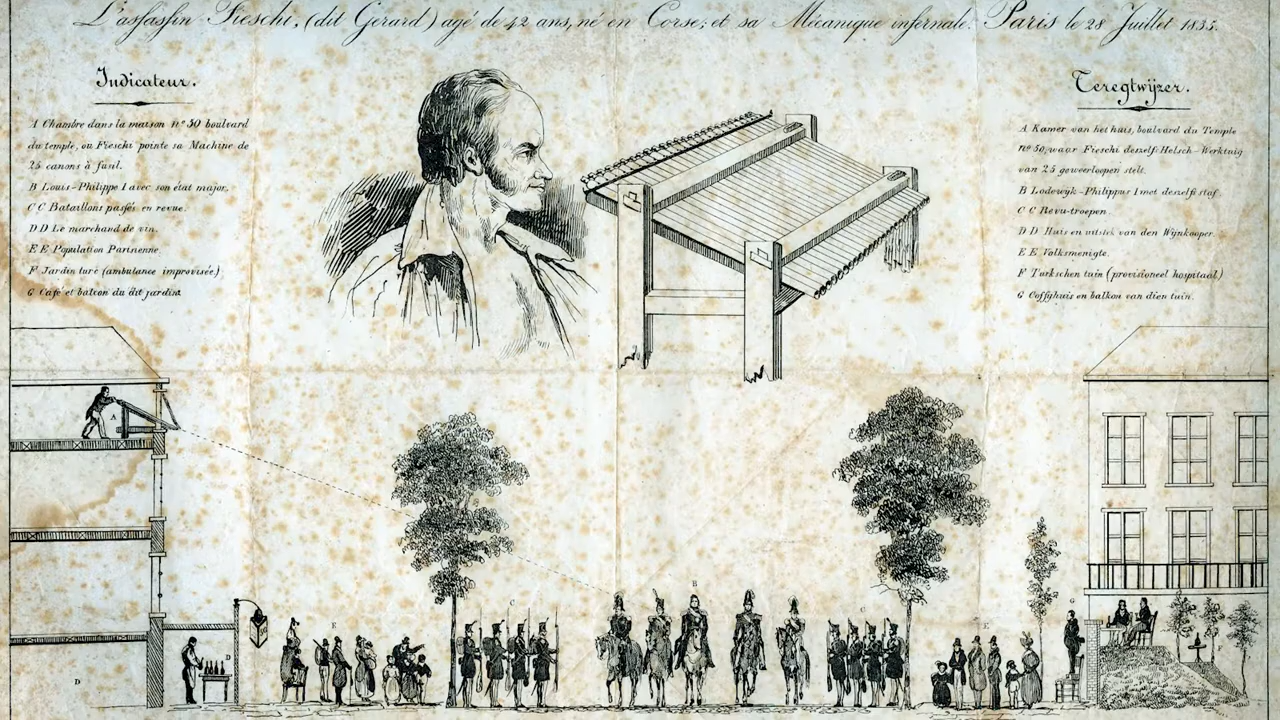 L'assassin Fieschi, (dit Gérard) agé de 42 ans, né en Corse; et sa Mécanique infernale. Paris le 28 Juillet 1835.
Indicateur.
A Chambre dans la maison nº 50 boulevard
du temple, ou Fieschi pointe sa Machine de
25 canons à fusil.
B Louis-Philippe I avec son état major.
C C Bataillons passés en revue.
D D Le marchand de vin.
E E Population Parisienne.
F Jardin turc (ambulance improvisée)
G Café et balcon du dit jardin
Teregtwijzer.
A Kamer van het huis, boulevard du Temple
nº 50, waar Fieschi deszelfs Helsch-Werktuig
van 25 geweerloopen stelt.
B Lodewijk-Philippus I met deszelfs staf.
C C Revu-troepen.
D D Huis en uitstek van den Wijnkooper.
E E Volksmenigte.
F Turkschen tuin (provisioneel hospitaal)
G Coffyhuis en balkon van dien tuin.
A
B
C
C
E
E
G
F
D
D